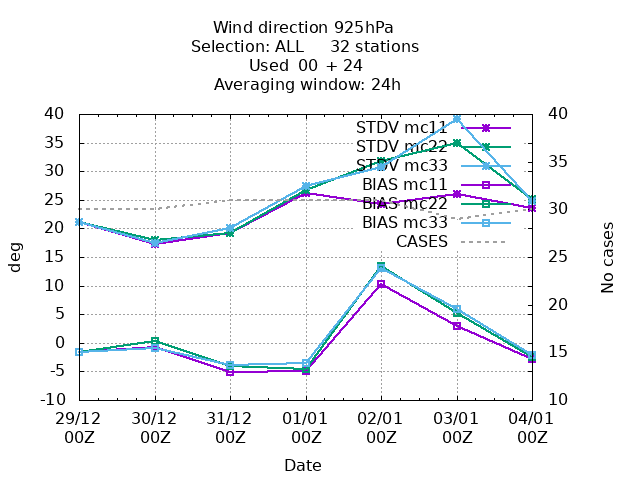 Wind direction 925hPa
Selection: ALL 32 stations
Used 00 + 24
Averaging window: 24h
40 40
35 35
30 30
25 25
20 20
15 15
10 10
5
0
-5
-10
deg
No cases
STDV mc11
STDV mc22
STDV mc33
BIAS mc11
BIAS mc22
BIAS mc33
CASES
29/12 30/12 31/12 01/01 02/01 03/01 04/01
00Z 00Z 00Z 00Z 00Z 00Z 00Z
Date